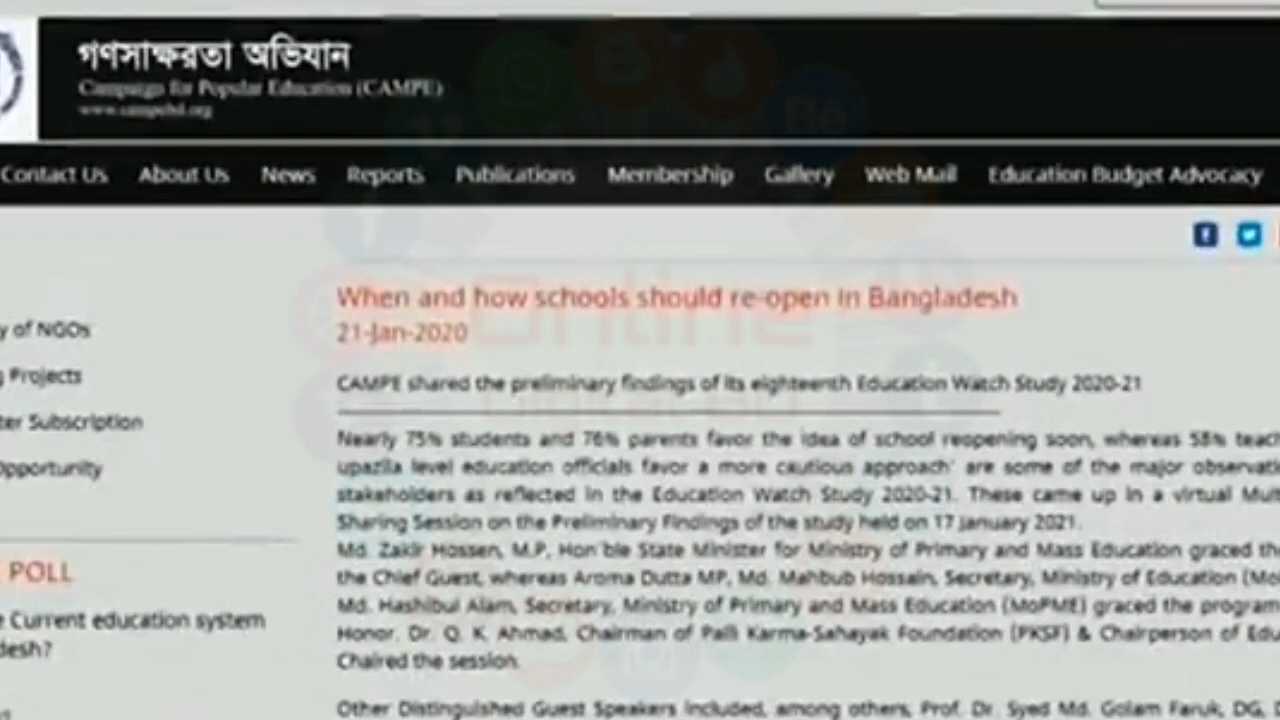 গণসাক্ষরতা অভিযান
Campaign for Popular Education (CAMPE)
www.campebd.org
Contact Us About Us News Reports Publications Membership Gallery Web Mail Education Budget Advocacy
When and how schools should re-open in Bangladesh
21-Jan-2020
y of NGOs
Projects
ter Subscription
Opportunity
POLL
e Current education system
desh?
CAMPE shared the preliminary findings of its eighteenth Education Watch Study 2020-21
Nearly 75% students and 76% parents favor the idea of school reopening soon, whereas 58% teach
upazila level education officials favor a more cautious approach' are some of the major observati
stakeholders as reflected in the Education Watch Study 2020-21. These came up in a virtual Mul
Sharing Session on the Preliminary Findings of the study held on 17 January 2021.
Md. Zakir Hossen, M.P, Hon'ble State Minister for Ministry of Primary and Mass Education graced th
the Chief Guest, whereas Aroma Dutta MP, Md. Mahbub Hossain, Secretary, Ministry of Education (Mo
Md. Hashibul Alam, Secretary, Ministry of Primary and Mass Education (MoPME) graced the program
Honor. Dr. Q. K. Ahmad, Chairman of Palli Karma-Sahayak Foundation (PKSF) & Chairperson of Edu
Chaired the session.
Other Distinguished Guest Speakers included, among others, Prof. Dr. Syed Md. Golam Faruk, DG,
Online